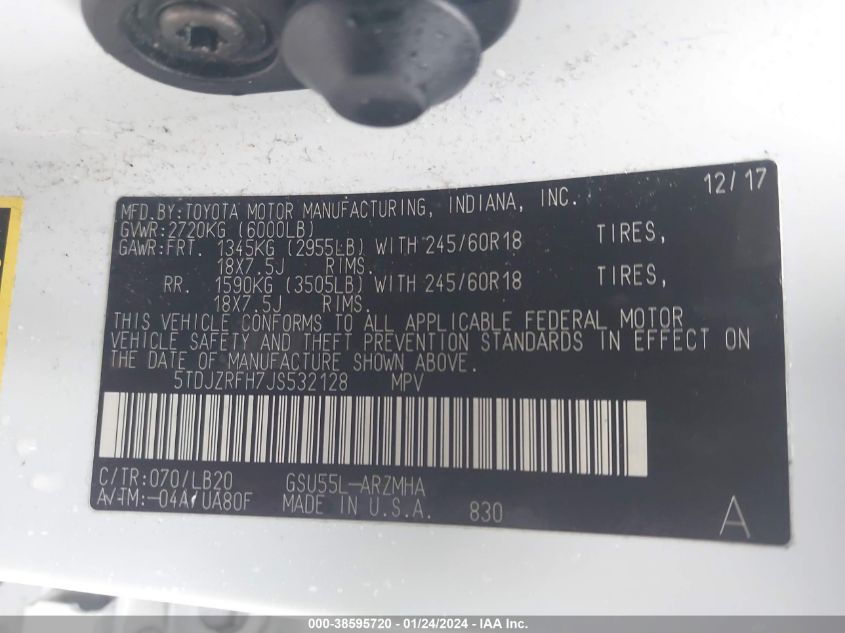 12/17
MFD.BY:TOYOTA MOTOR MANUFACTURING, INDIANA, INC.
GVWR:2720KG (6000LB)
GAWR:FRT. 1345KG (2955LB) WITH 245/60R18 TIRES,
18X7.5J RIMS.
RR. 1590KG (3505LB) WITH 245/60R18 TIRES,
18X7.5J RIMS.
THIS VEHICLE CONFORMS TO ALL APPLICABLE FEDERAL MOTOR
VEHICLE SAFETY AND THEFT PREVENTION STANDARDS IN EFFECT ON
THE DATE OF MANUFACTURE SHOWN ABOVE.
5TDJZRFH7JS532128 MPV
C/TR:070/LB20 GSU55L-ARZMHA
A/TM:-04A/UA80F MADE IN U.S.A. 830
A
000-38595720 - 01/24/2024 - IAA Inc.